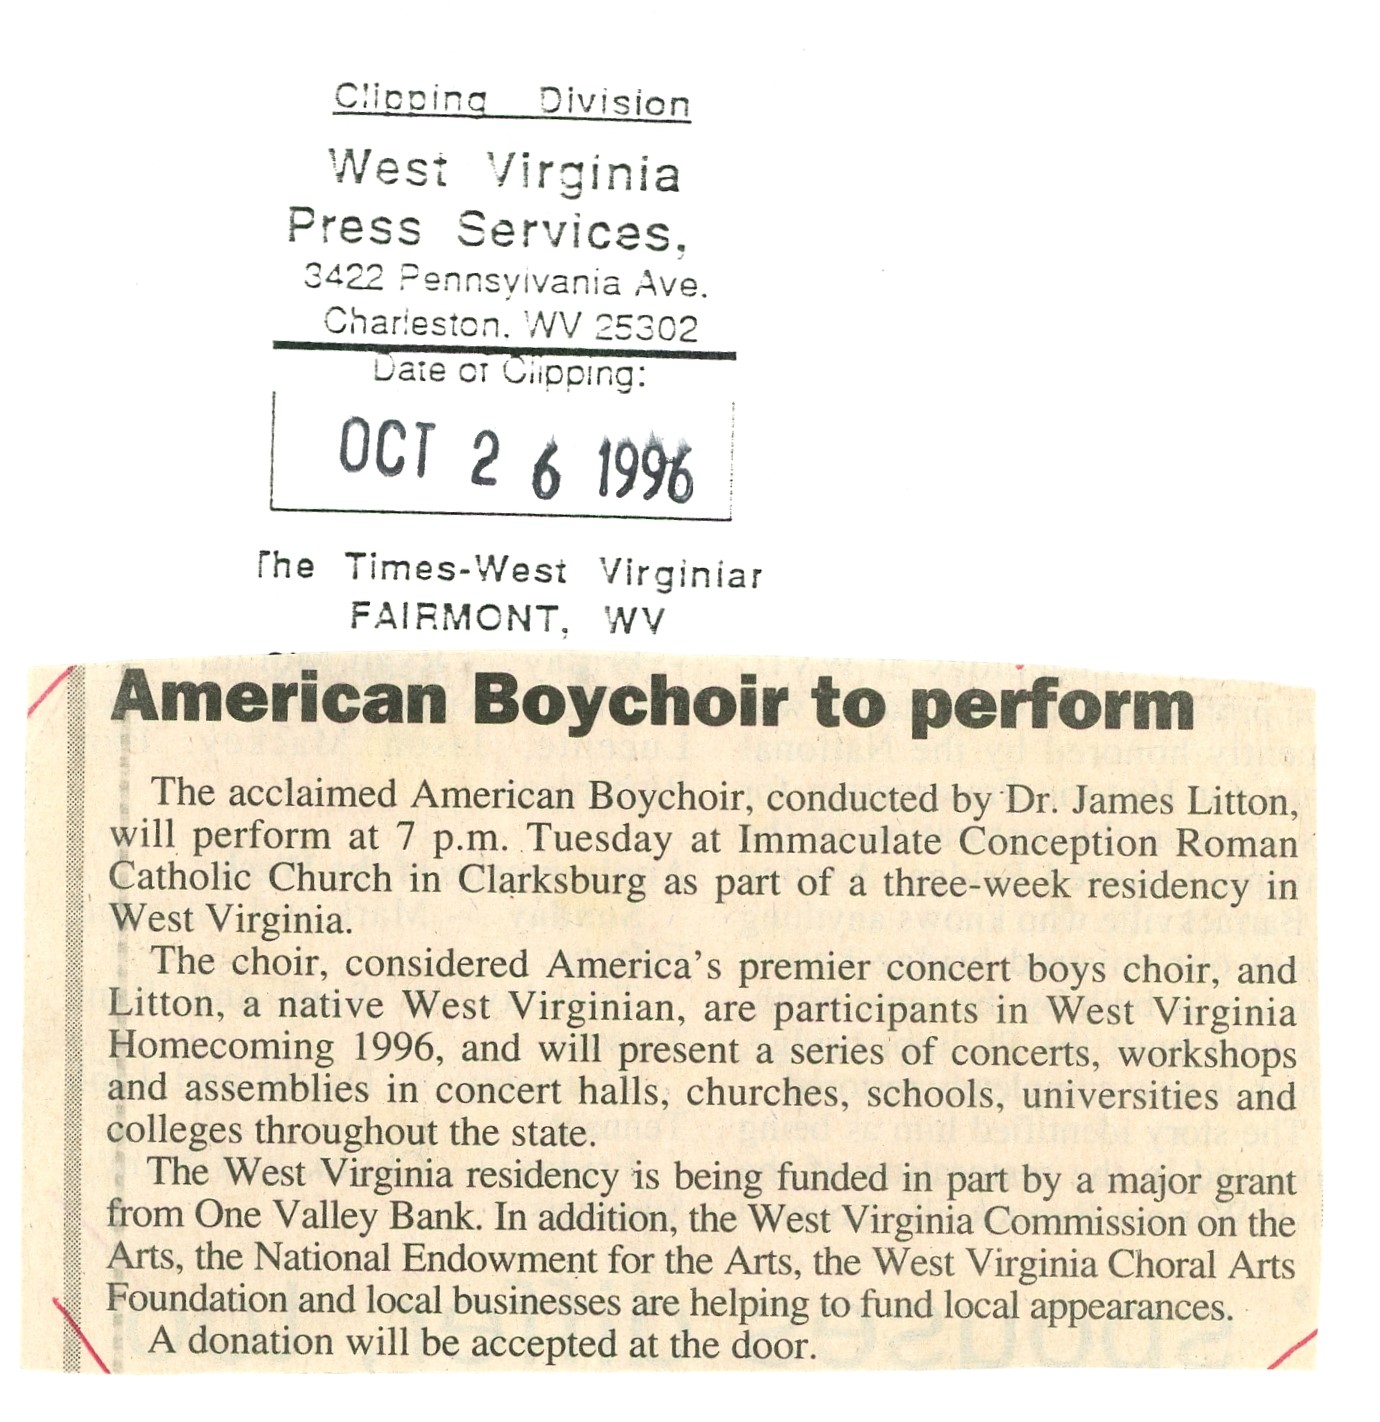 Clipping Division
West Virginia
Press Services,
3422 Pennsylvania Ave.
Charleston, WV 25302
Date of Clipping:
OCT 26 1996
The Times-West Virginian
FAIRMONT, WV
American Boychoir to perform
The acclaimed American Boychoir, conducted by Dr. James Litton,
will perform at 7 p.m. Tuesday at Immaculate Conception Roman
Catholic Church in Clarksburg as part of a three-week residency in
West Virginia.
The choir, considered America's premier concert boys choir, and
Litton, a native West Virginian, are participants in West Virginia
Homecoming 1996, and will present a series of concerts, workshops
and assemblies in concert halls, churches, schools, universities and
colleges throughout the state.
The West Virginia residency is being funded in part by a major grant
from One Valley Bank. In addition, the West Virginia Commission on the
Arts, the National Endowment for the Arts, the West Virginia Choral Arts
Foundation and local businesses are helping to fund local appearances.
A donation will be accepted at the door.